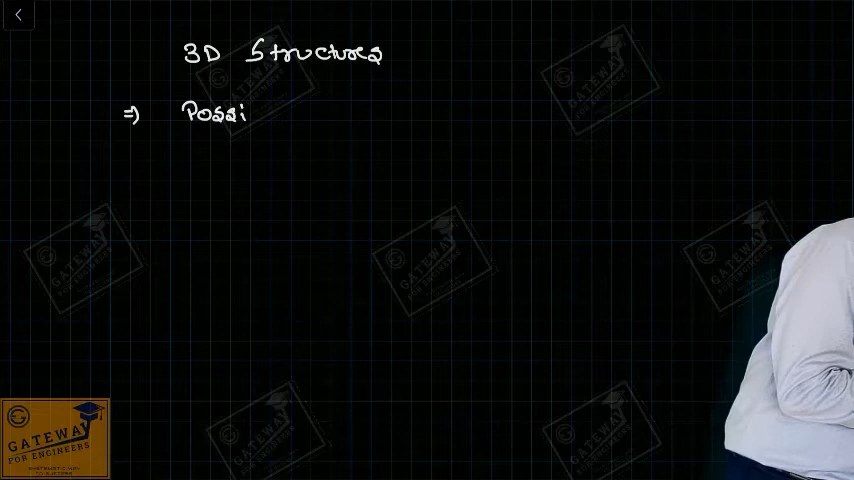 3D Structures
⇒ Possi
GATEWAY
FOR ENGINEERS